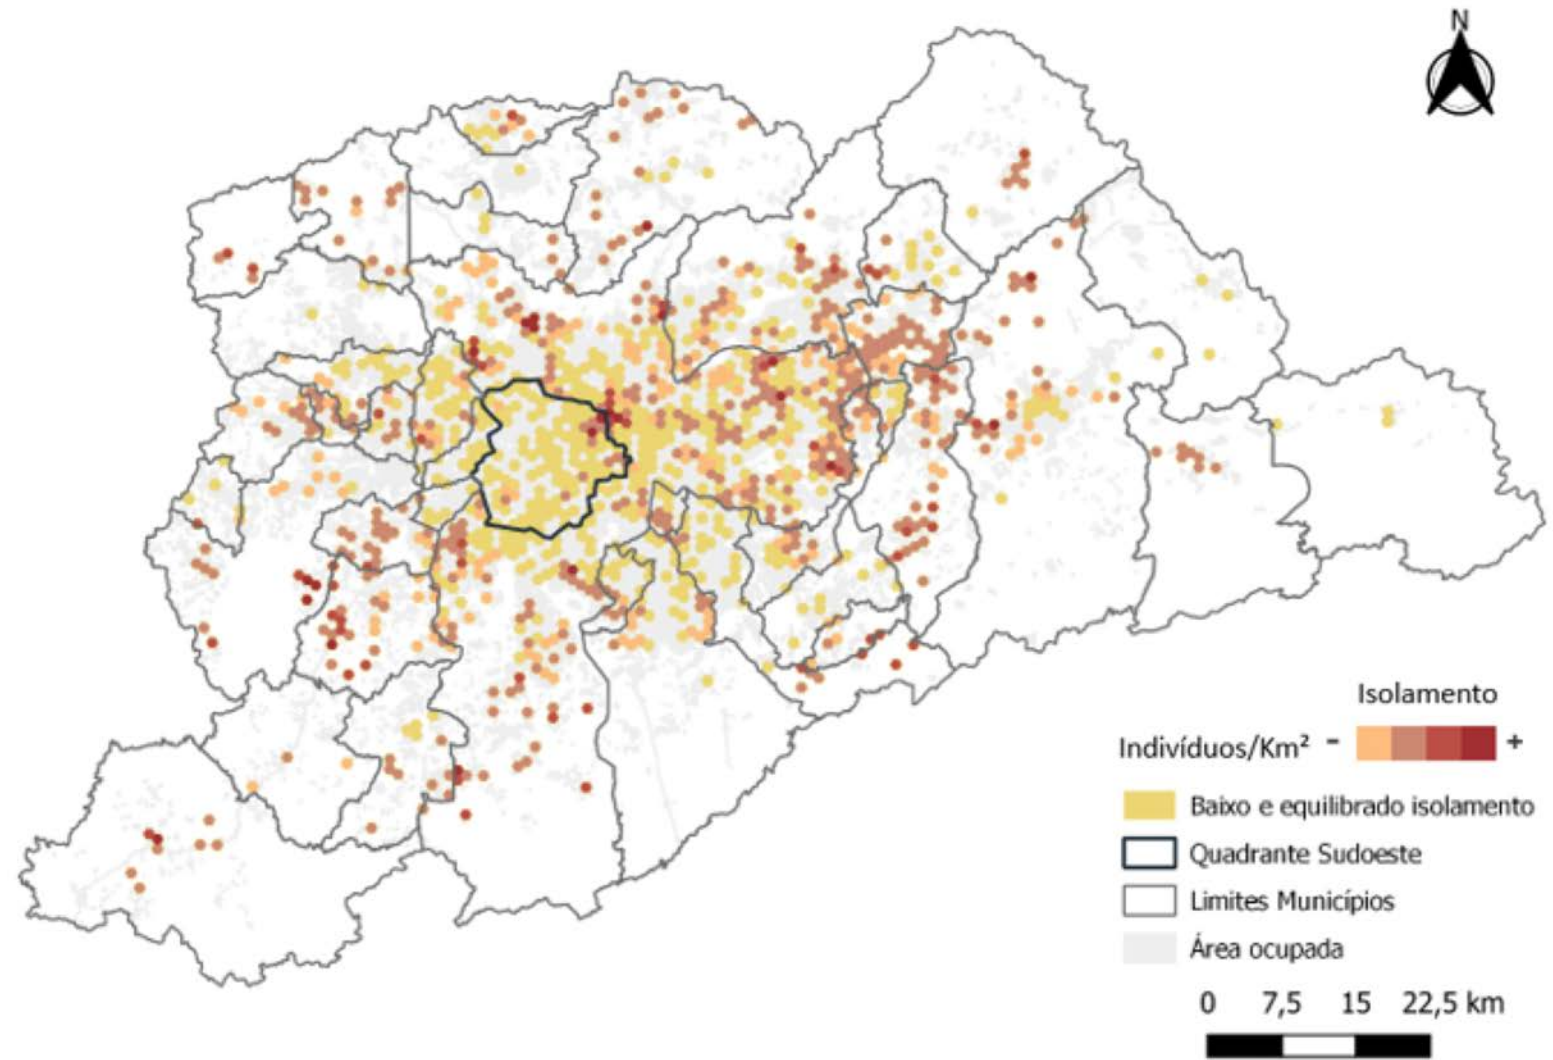 N
Isolamento
Indivíduos/Km² - +
Baixo e equilibrado isolamento
Quadrante Sudoeste
Limites Municípios
Área ocupada
0 7,5 15 22,5 km